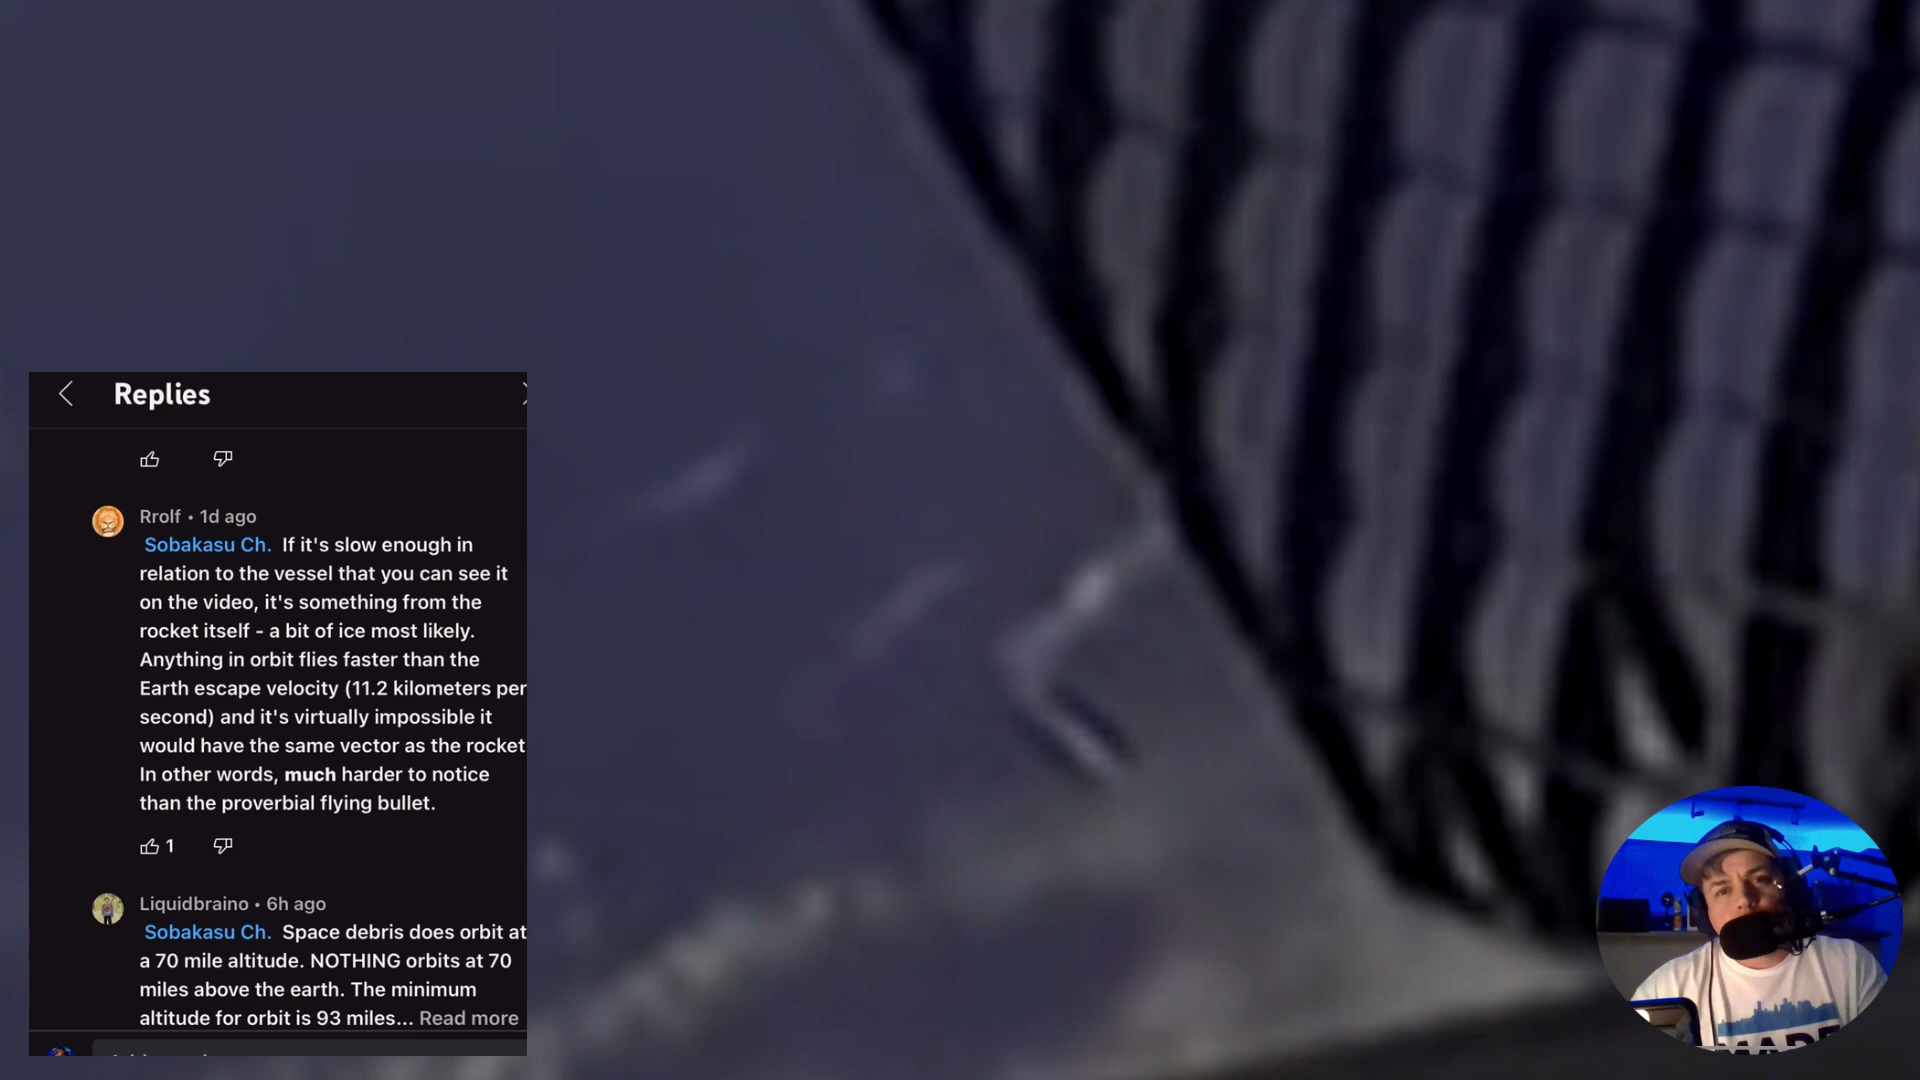 Replies
Rrolf • 1d ago
Sobakasu Ch. If it's slow enough in
relation to the vessel that you can see it
on the video, it's something from the
rocket itself - a bit of ice most likely.
Anything in orbit flies faster than the
Earth escape velocity (11.2 kilometers per
second) and it's virtually impossible it
would have the same vector as the rocket
In other words, much harder to notice
than the proverbial flying bullet.
1
Liquidbraino • 6h ago
Sobakasu Ch. Space debris does orbit at
a 70 mile altitude. NOTHING orbits at 70
miles above the earth. The minimum
altitude for orbit is 93 miles... Read more